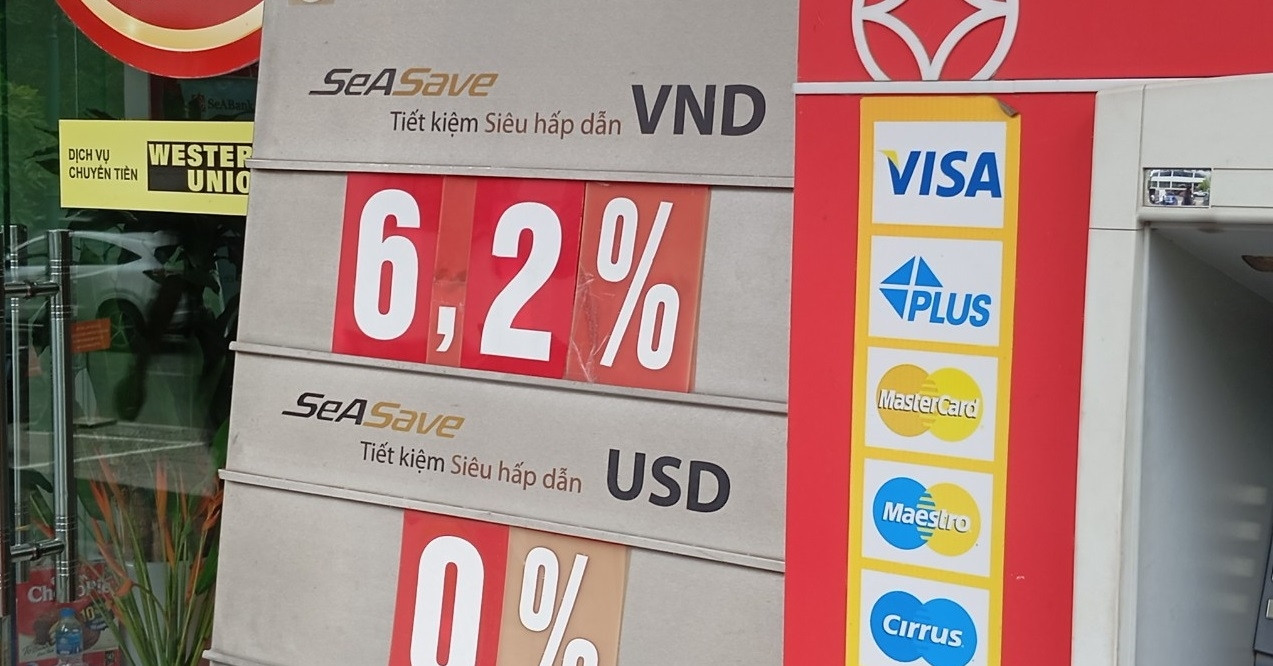 SeABank
DỊCH VỤ
CHUYỂN TIỀN
WESTER
UNIO
SeASave
Tiết kiệm Siêu hấp dẫn VND
6,2%
SeASave
Tiết kiệm Siêu hấp dẫn USD
0%
VISA
PLUS
MasterCard
Maestro
Cirrus